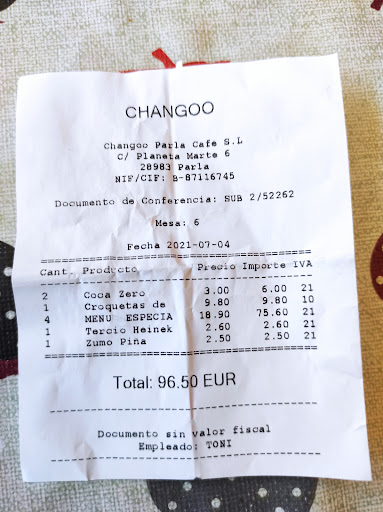 CHANGOO
Changoo Parla Cafe S.L
C/ Planeta Marte 6
28983 Parla
NIF/CIF: B-87116745
Documento de Conferencia: SUB 2/52262
Mesa: 6
Fecha 2021-07-04
Cant. Producto Precio Importe IVA
2 Coca Zero 3.00 6.00 21
1 Croquetas de 9.80 9.80 10
4 MENU ESPECIA 18.90 75.60 21
1 Tercio Heinek 2.60 2.60 21
1 Zumo Piña 2.50 2.50 21
Total: 96.50 EUR
Documento sin valor fiscal
Empleado: TONI